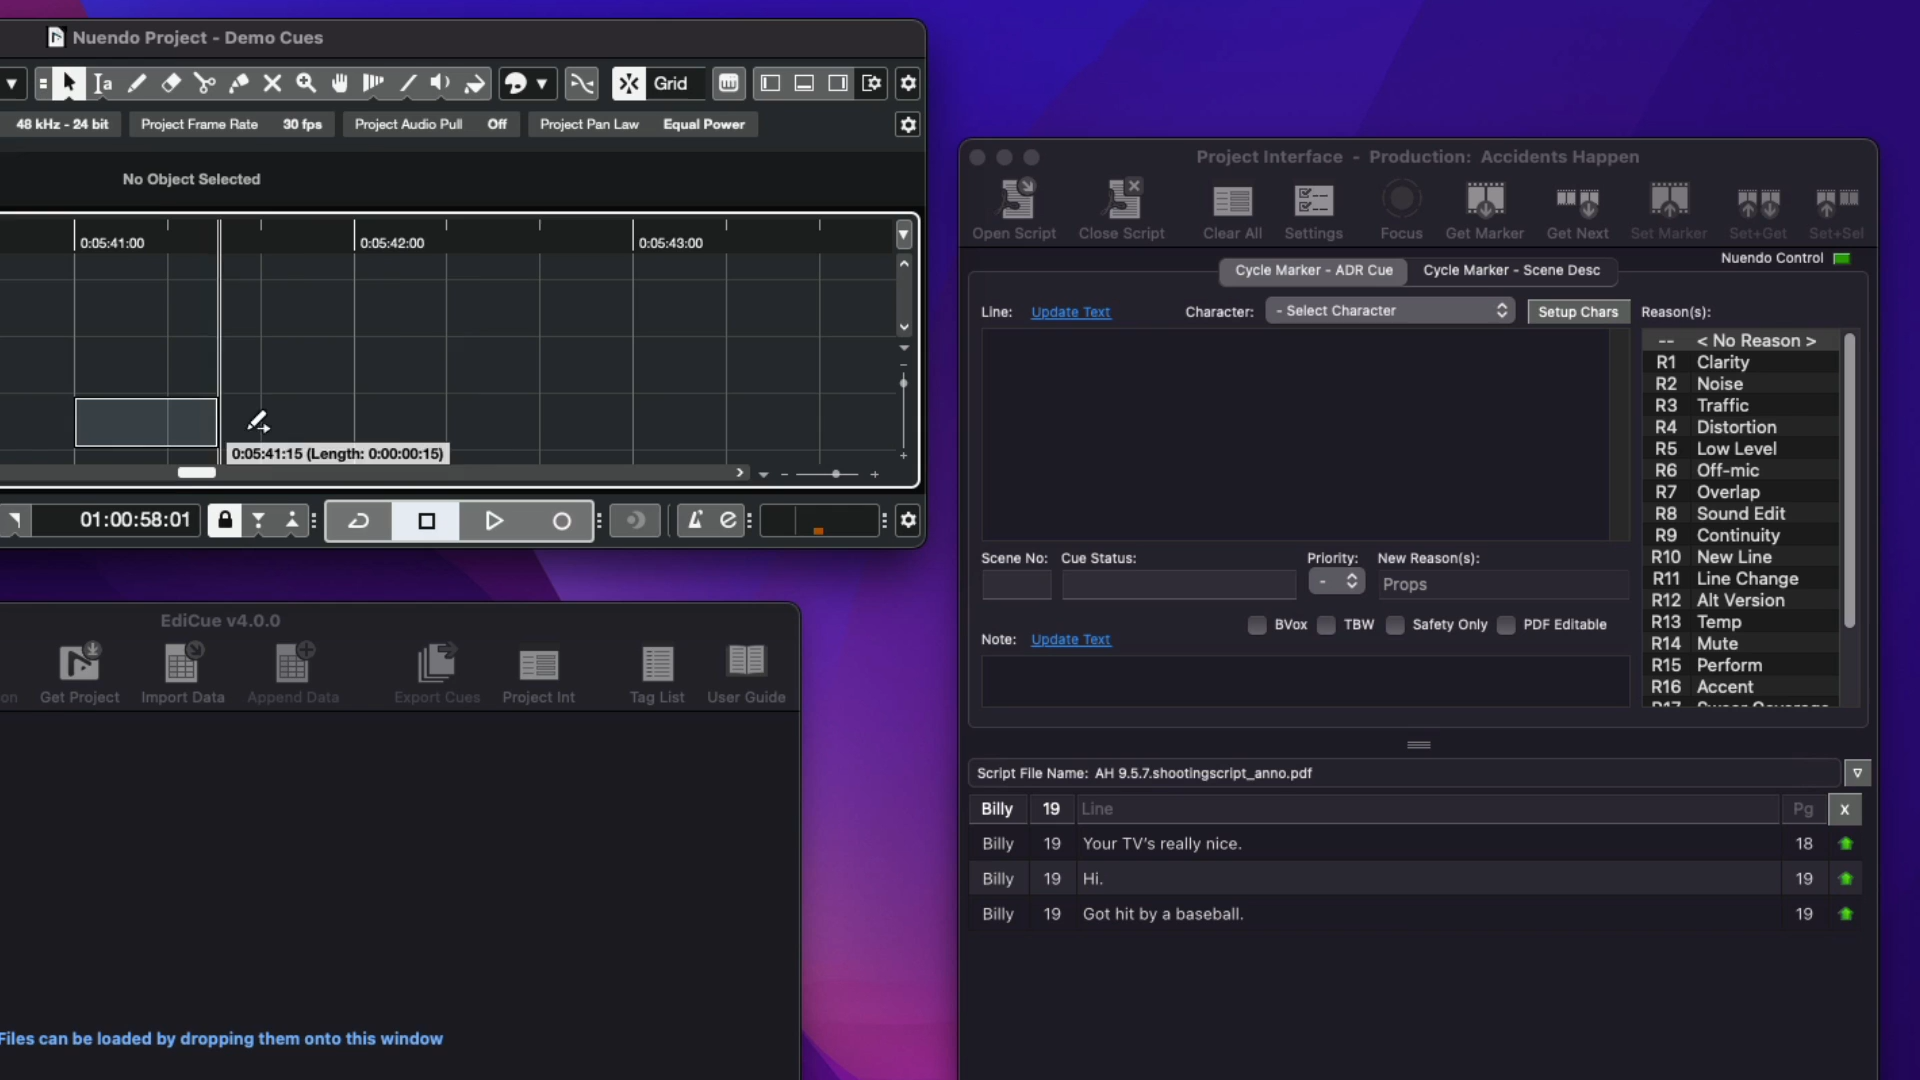 Nuendo Project - Demo Cues
Grid
48 kHz - 24 bit Project Frame Rate 30 fps Project Audio Pull Off Project Pan Law Equal Power
No Object Selected
0:05:41:00 0:05:42:00 0:05:43:00
0:05:41:15 (Length: 0:00:00:15)
01:00:58:01
EdiCue v4.0.0
on Get Project Import Data Append Data Export Cues Project Int Tag List User Guide
Files can be loaded by dropping them onto this window
Project Interface - Production: Accidents Happen
Open Script Close Script Clear All Settings Focus Get Marker Get Next Set Marker Set+Get Set+Sel
Nuendo Control
Cycle Marker - ADR Cue Cycle Marker - Scene Desc
Line: Update Text Character: - Select Character Setup Chars Reason(s):
-- < No Reason >
R1 Clarity
R2 Noise
R3 Traffic
R4 Distortion
R5 Low Level
R6 Off-mic
R7 Overlap
R8 Sound Edit
R9 Continuity
R10 New Line
R11 Line Change
R12 Alt Version
R13 Temp
R14 Mute
R15 Perform
R16 Accent
Scene No: Cue Status: Priority: New Reason(s):
- Props
BVox TBW Safety Only PDF Editable
Note: Update Text
Script File Name: AH 9.5.7.shootingscript_anno.pdf
Billy 19 Line Pg X
Billy 19 Your TV's really nice. 18
Billy 19 Hi. 19
Billy 19 Got hit by a baseball. 19